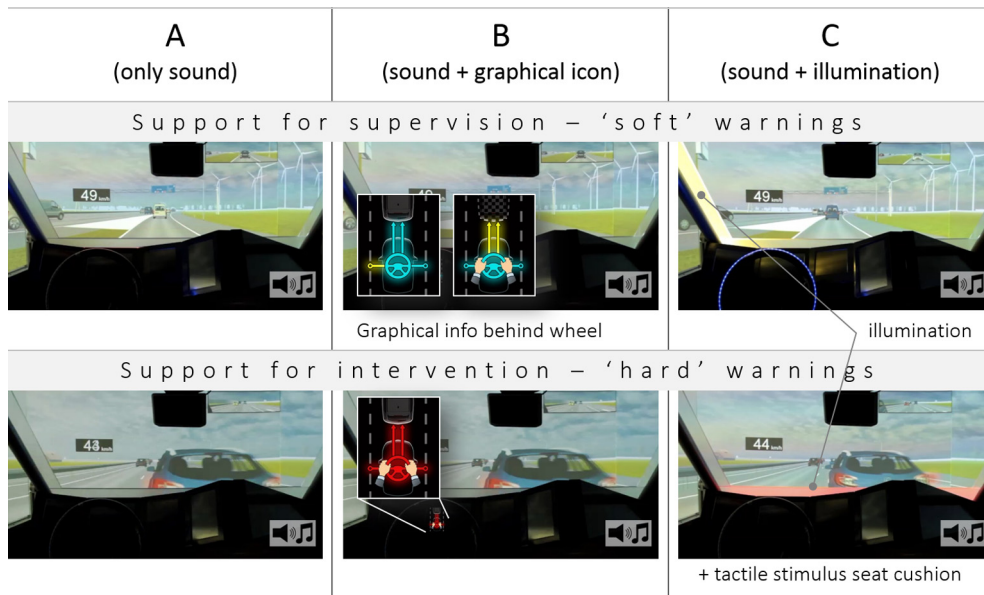 A
(only sound)
B
(sound + graphical icon)
C
(sound + illumination)
Support for supervision – ‘soft’ warnings
49 km/h
49
49 km/h
Graphical info behind wheel
illumination
Support for intervention – ‘hard’ warnings
43 km/h
44 km/h
+ tactile stimulus seat cushion